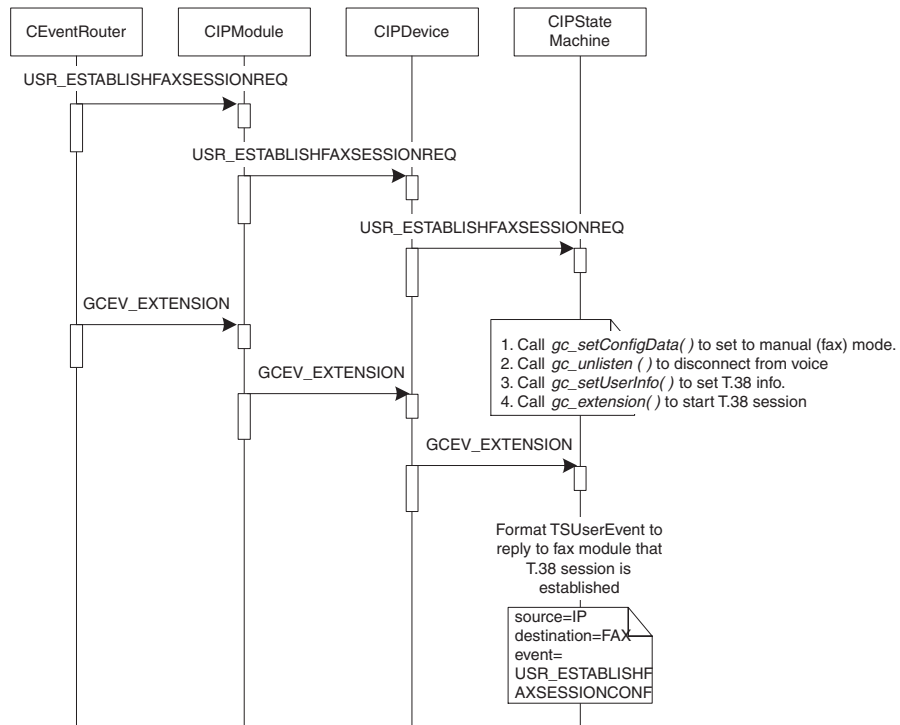 CEventRouter
CIPModule
CIPDevice
CIPState
Machine
USR_ESTABLISHFAXSESSIONREQ
USR_ESTABLISHFAXSESSIONREQ
USR_ESTABLISHFAXSESSIONREQ
GCEV_EXTENSION
1. Call gc_setConfigData( ) to set to manual (fax) mode.
2. Call gc_unlisten ( ) to disconnect from voice
3. Call gc_setUserInfo( ) to set T.38 info.
4. Call gc_extension( ) to start T.38 session
GCEV_EXTENSION
GCEV_EXTENSION
Format TSUserEvent to
reply to fax module that
T.38 session is
established
source=IP
destination=FAX
event=
USR_ESTABLISHF
AXSESSIONCONF